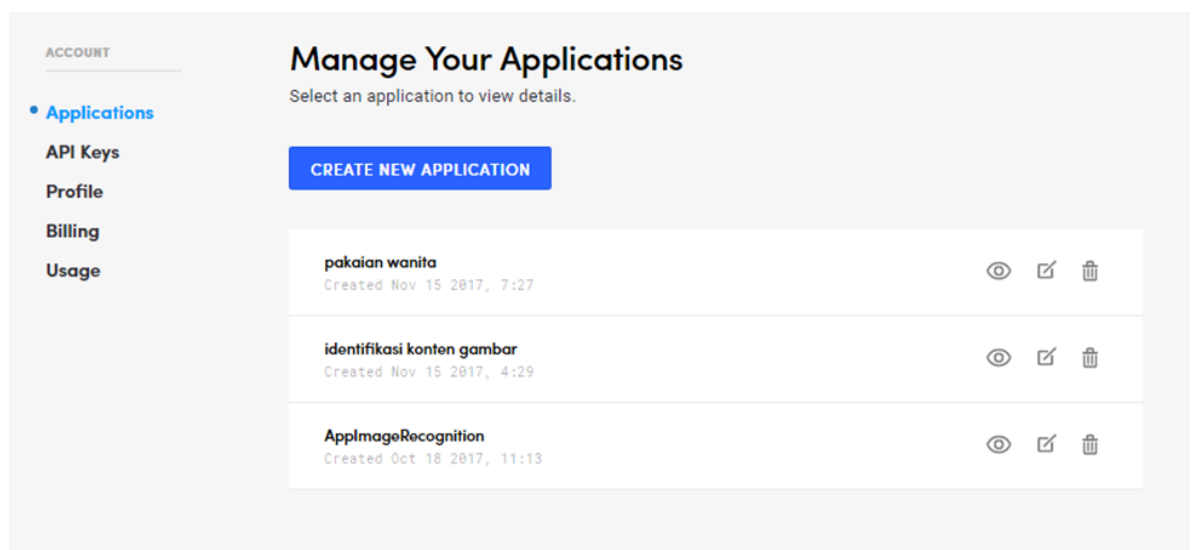 ACCOUNT
Applications
API Keys
Profile
Billing
Usage
Manage Your Applications
Select an application to view details.
CREATE NEW APPLICATION
pakaian wanita
Created Nov 15 2017, 7:27
identifikasi konten gambar
Created Nov 15 2017, 4:29
AppImageRecognition
Created Oct 18 2017, 11:13